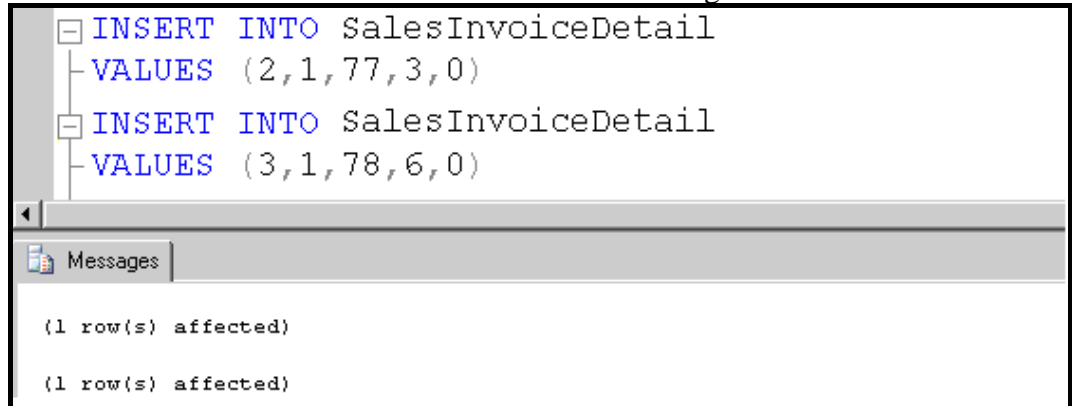 INSERT INTO SalesInvoiceDetail
VALUES (2,1,77,3,0)
INSERT INTO SalesInvoiceDetail
VALUES (3,1,78,6,0)
Messages
(1 row(s) affected)
(1 row(s) affected)